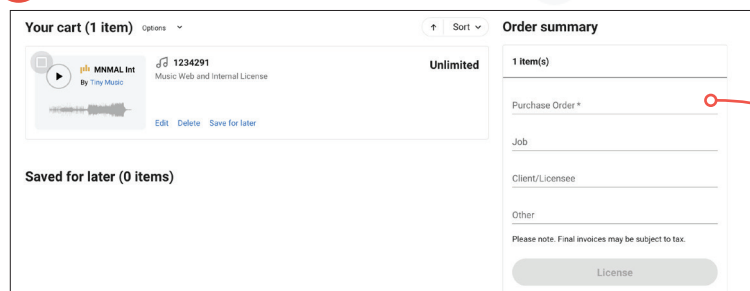 Your cart (1 item) Options
Sort
MNMAL Int
By Tiny Music
1234291
Music Web and Internal License
Unlimited
Edit Delete Save for later
Saved for later (0 items)
Order summary
1 item(s)
Purchase Order *
Job
Client/Licensee
Other
Please note. Final invoices may be subject to tax.
License